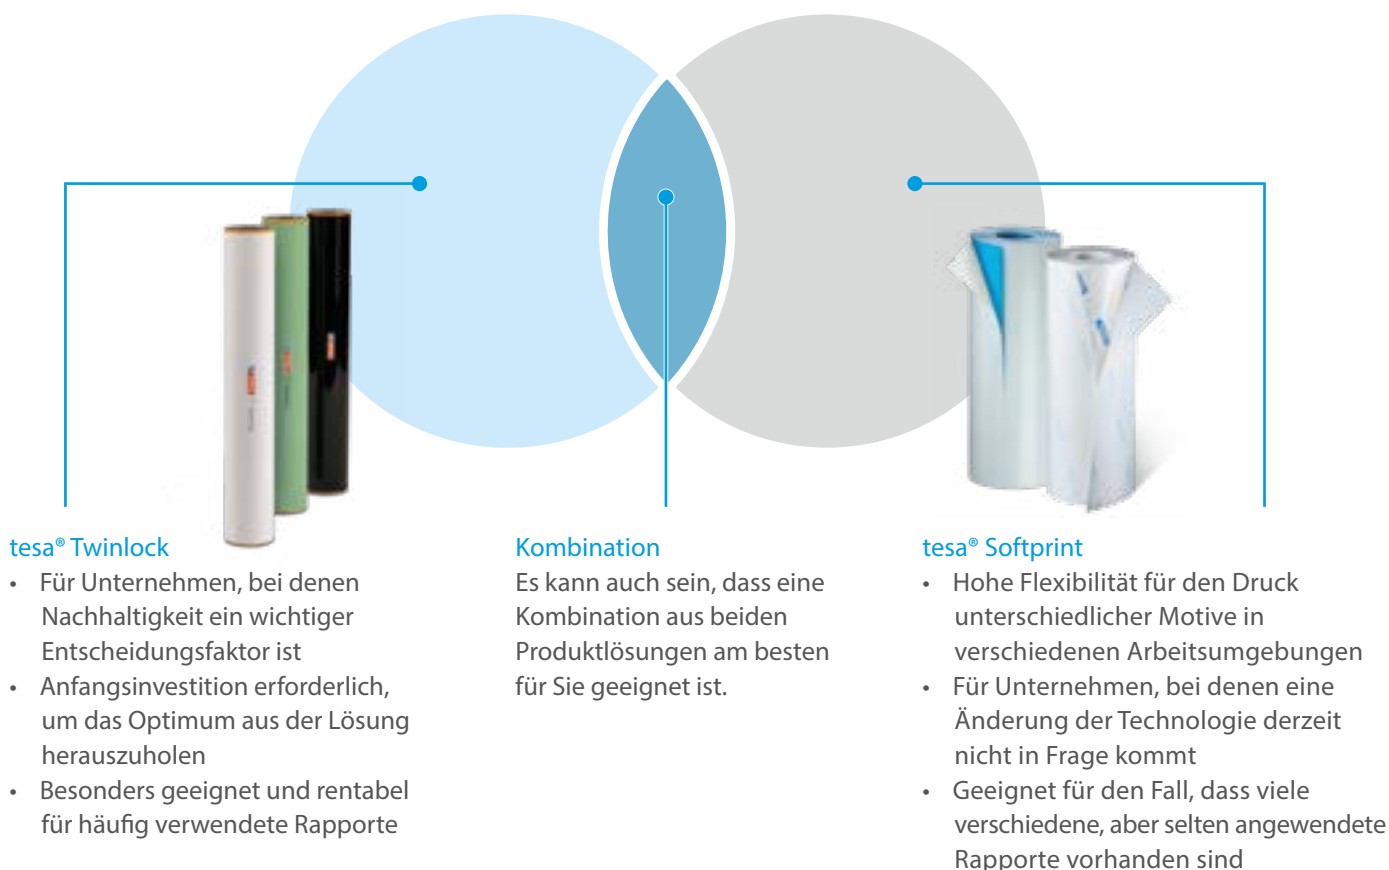 tesa® Twinlock
• Für Unternehmen, bei denen
Nachhaltigkeit ein wichtiger
Entscheidungsfaktor ist
• Anfangsinvestition erforderlich,
um das Optimum aus der Lösung
herauszuholen
• Besonders geeignet und rentabel
für häufig verwendete Rapporte
Kombination
Es kann auch sein, dass eine
Kombination aus beiden
Produktlösungen am besten
für Sie geeignet ist.
tesa® Softprint
• Hohe Flexibilität für den Druck
unterschiedlicher Motive in
verschiedenen Arbeitsumgebungen
• Für Unternehmen, bei denen eine
Änderung der Technologie derzeit
nicht in Frage kommt
• Geeignet für den Fall, dass viele
verschiedene, aber selten angewendete
Rapporte vorhanden sind